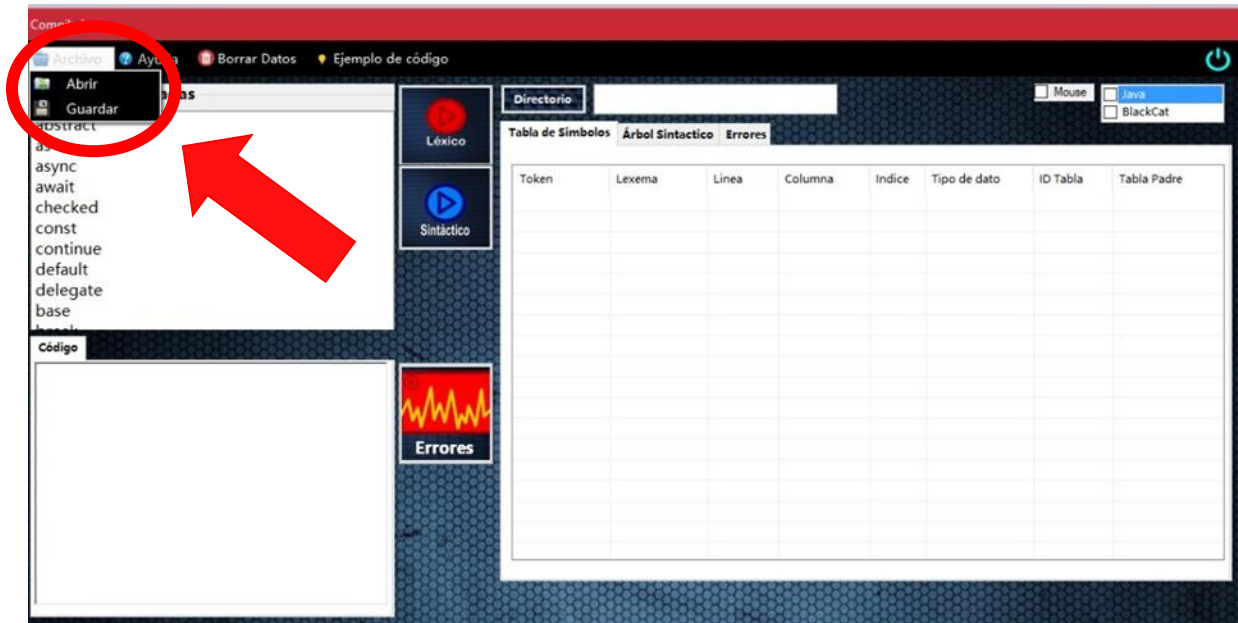 Archivo
Borrar Datos
Ejemplo de código
Abrir
Guardar
abstract
async
await
checked
const
continue
default
delegate
base
Código
Léxico
Sintáctico
Errores
Directorio
Mouse
Java
BlackCat
Tabla de Simbolos Árbol Sintactico Errores
Token Lexema Linea Columna Indice Tipo de dato ID Tabla Tabla Padre